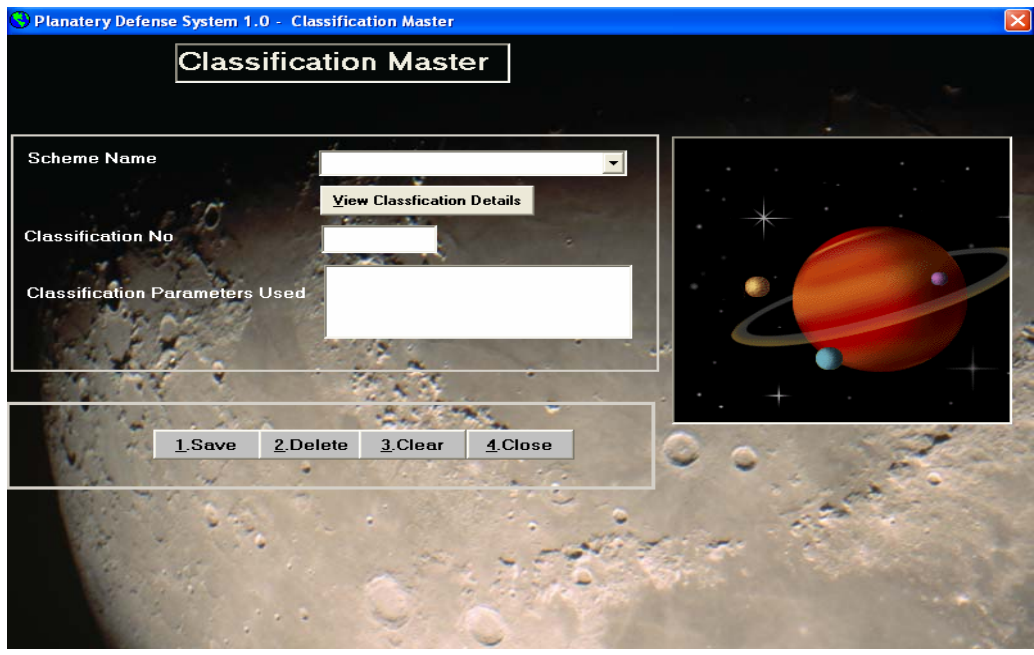 Planatery Defense System 1.0 - Classification Master
Classification Master
Scheme Name
View Classfication Details
Classification No
Classification Parameters Used
1.Save 2.Delete 3.Clear 4.Close